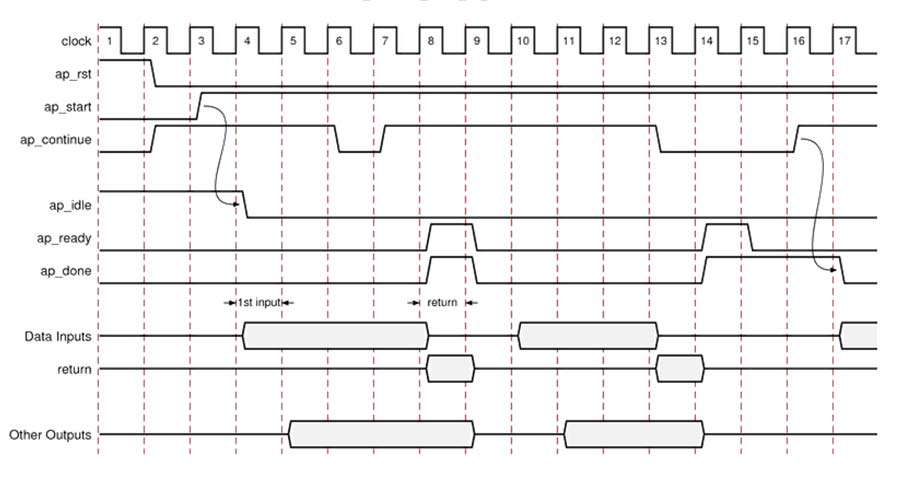 clock 1 2 3 4 5 6 7 8 9 10 11 12 13 14 15 16 17
ap_rst
ap_start
ap_continue
ap_idle
ap_ready
ap_done
1st input return
Data Inputs
return
Other Outputs